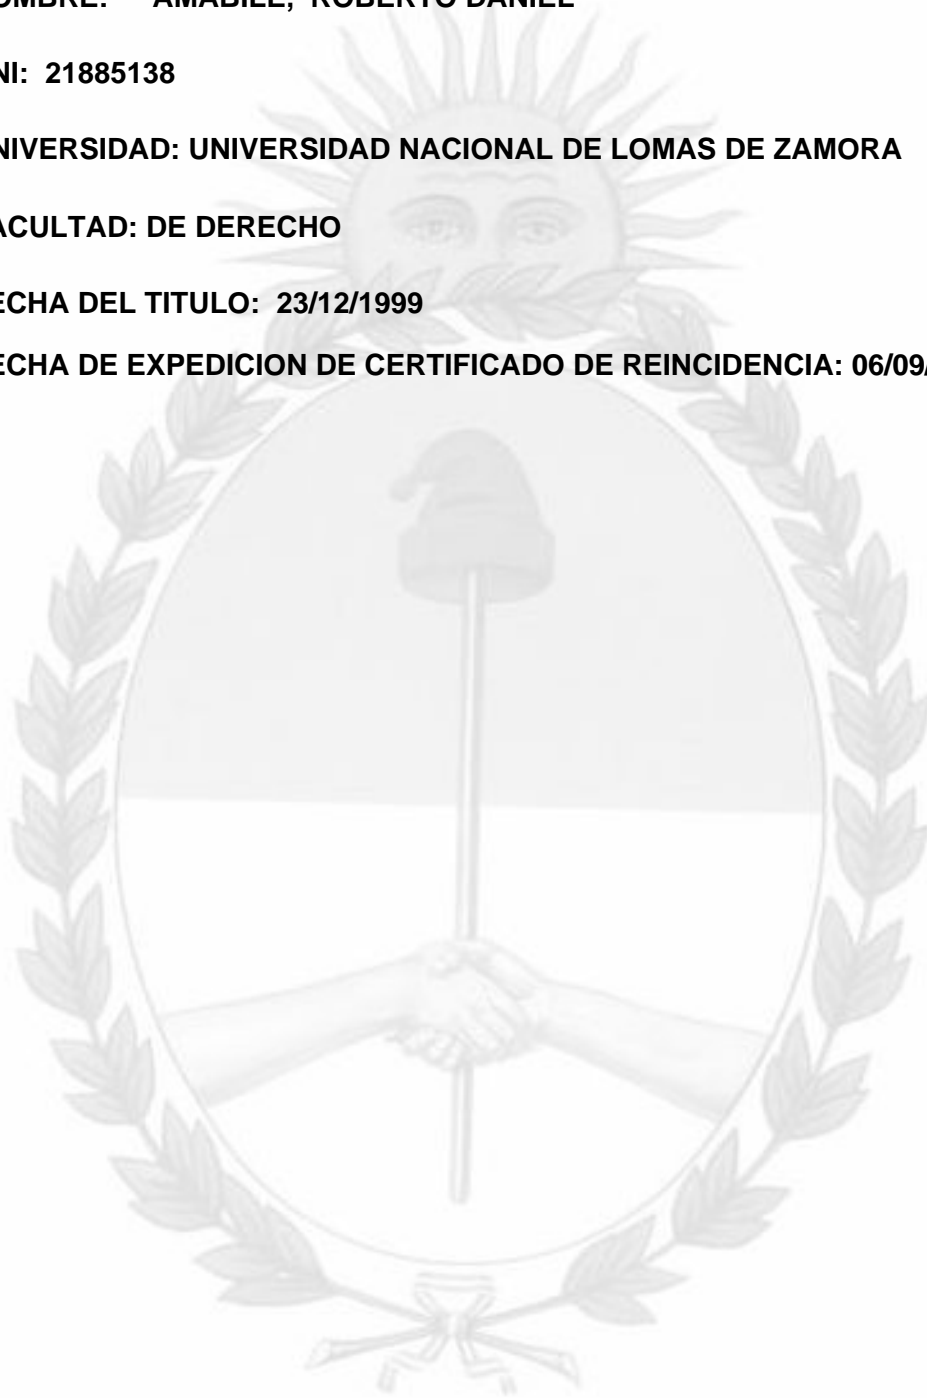 OMBRE: AMABILE, ROBERTO DANIEL
NI: 21885138
NIVERSIDAD: UNIVERSIDAD NACIONAL DE LOMAS DE ZAMORA
ACULTAD: DE DERECHO
ECHA DEL TITULO: 23/12/1999
ECHA DE EXPEDICION DE CERTIFICADO DE REINCIDENCIA: 06/09/